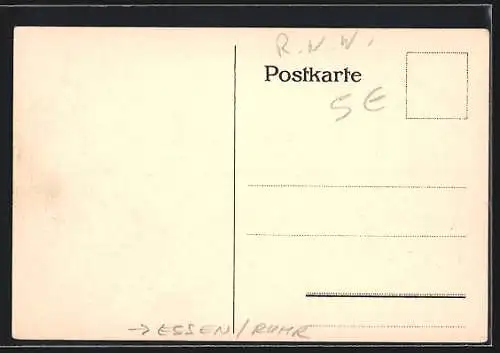 R.N.W.
Postkarte
5€
→ ESSEN/RUHR